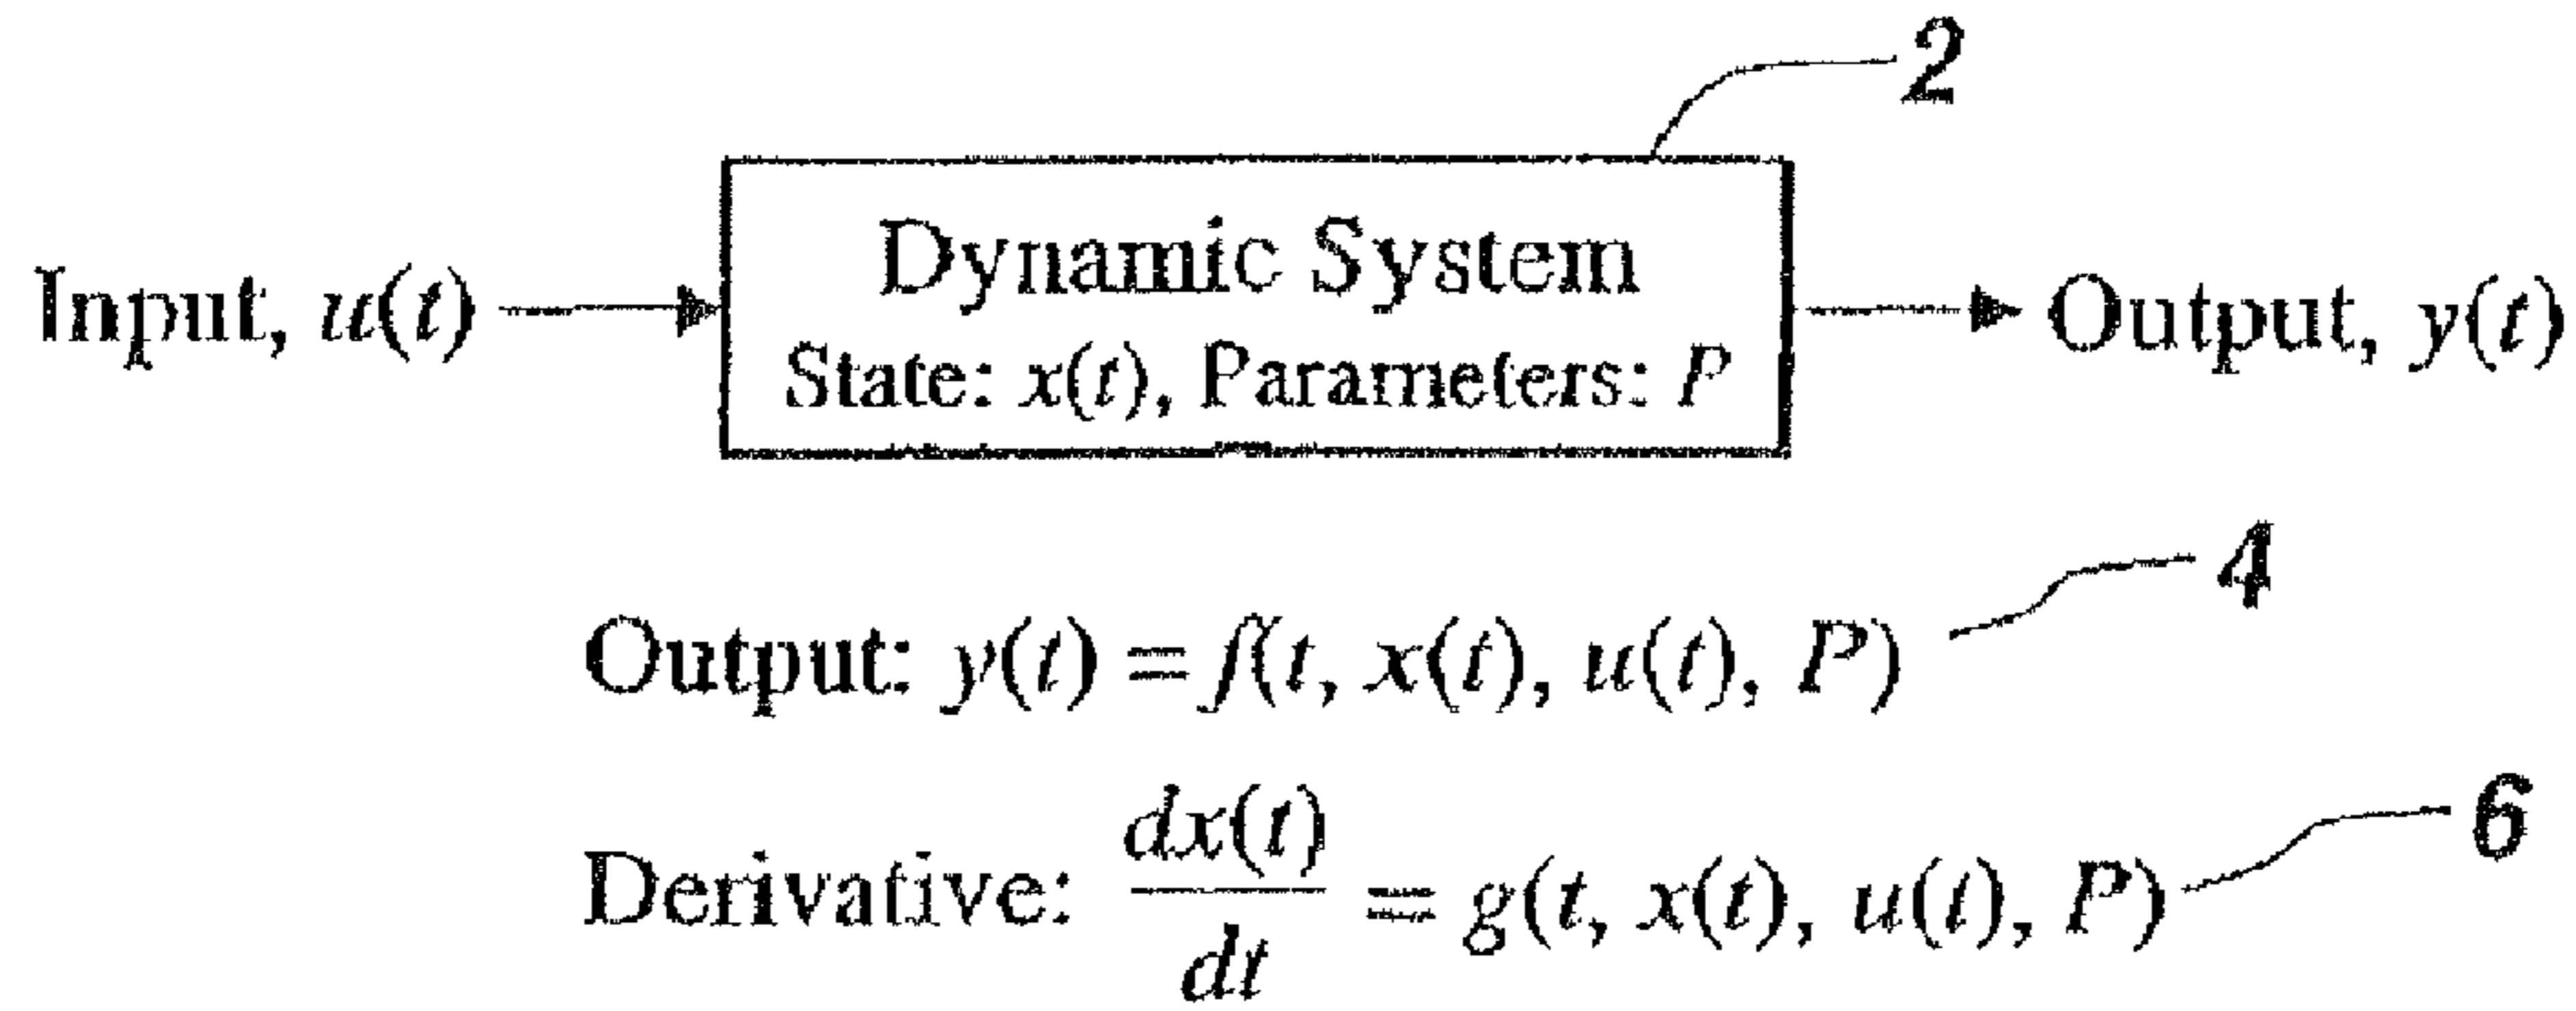 2
Dynamic System
Input, u(t)
State: x(t), Parameters: P
Output, y(t)
4
Output: y(t) = f(t, x(t), u(t), P)
6
Derivative: dx(t)/dt = g(t, x(t), u(t), P)